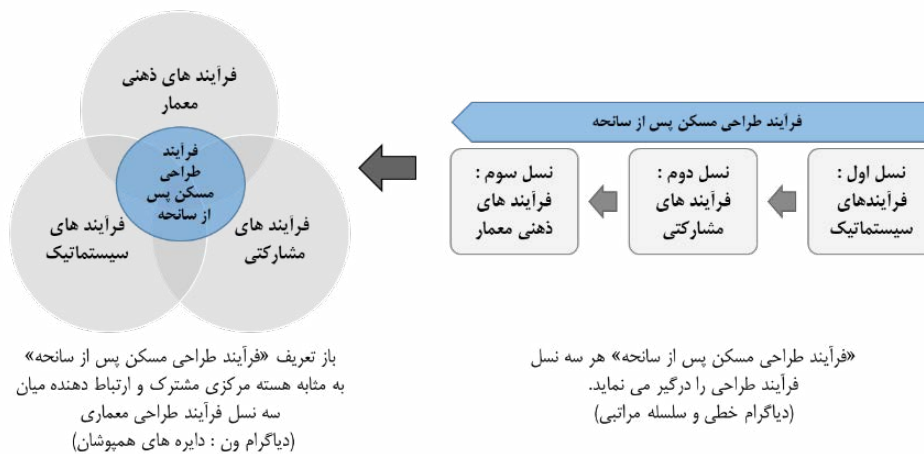 فرآیند طراحی مسکن پس از سانحه
نسل اول :
فرآیندهای
سیستماتیک
نسل دوم :
فرآیند های
مشارکتی
نسل سوم :
فرآیند های
ذهنی معمار
«فرآیند طراحی مسکن پس از سانحه» هر سه نسل
فرآیند طراحی را درگیر می نماید.
(دیاگرام خطی و سلسله مراتبی)
فرآیند های ذهنی
معمار
فرآیند
طراحی
مسکن پس
از سانحه
فرآیند های
مشارکتی
فرآیند های
سیستماتیک
باز تعریف «فرآیند طراحی مسکن پس از سانحه»
به مثابه هسته مرکزی مشترک و ارتباط دهنده میان
سه نسل فرآیند طراحی معماری
(دیاگرام ون : دایره های همپوشان)